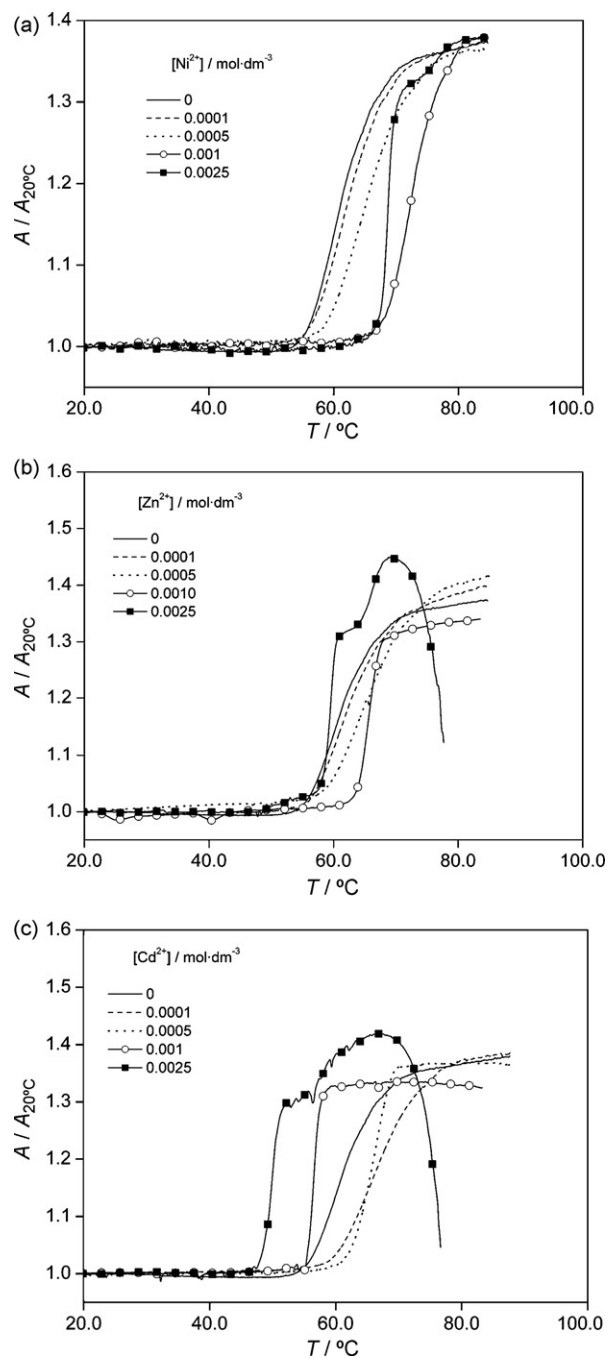 (a)
1.4
1.3
1.2
1.1
1.0
A / A20ºC
[Ni2+] / mol·dm-3
0
0.0001
0.0005
0.001
0.0025
20.0 40.0 60.0 80.0 100.0
T / ºC
(b)
1.6
1.5
1.4
1.3
1.2
1.1
1.0
A / A20ºC
[Zn2+] / mol·dm-3
0
0.0001
0.0005
0.0010
0.0025
20.0 40.0 60.0 80.0 100.0
T / ºC
(c)
1.6
1.5
1.4
1.3
1.2
1.1
1.0
A / A20ºC
[Cd2+] / mol·dm-3
0
0.0001
0.0005
0.001
0.0025
20.0 40.0 60.0 80.0 100.0
T / ºC